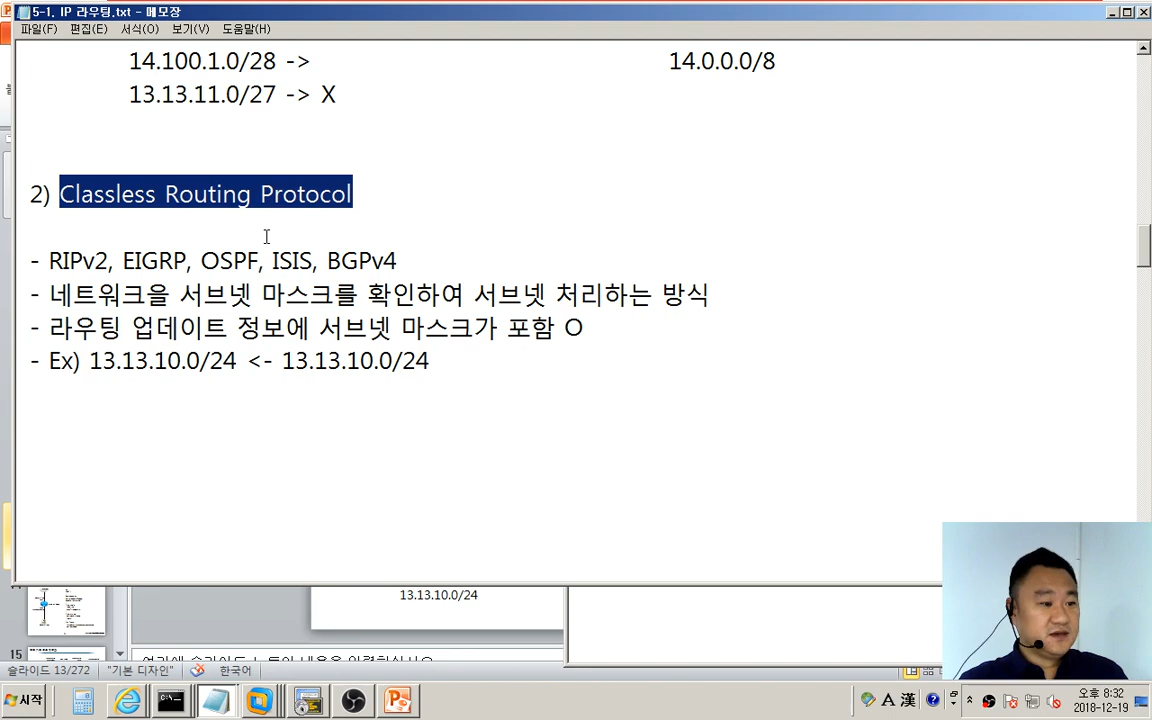 5-1. IP 라우팅.txt - 메모장
파일(F) 편집(E) 서식(O) 보기(V) 도움말(H)
14.100.1.0/28 -> 14.0.0.0/8
13.13.11.0/27 -> X
2) Classless Routing Protocol
- RIPv2, EIGRP, OSPF, ISIS, BGPv4
- 네트워크을 서브넷 마스크를 확인하여 서브넷 처리하는 방식
- 라우팅 업데이트 정보에 서브넷 마스크가 포함 O
- Ex) 13.13.10.0/24 <- 13.13.10.0/24
13.13.10.0/24
15
슬라이드 13/272 "기본 디자인" 한국어
시작
A 漢
오후 8:32
2018-12-19